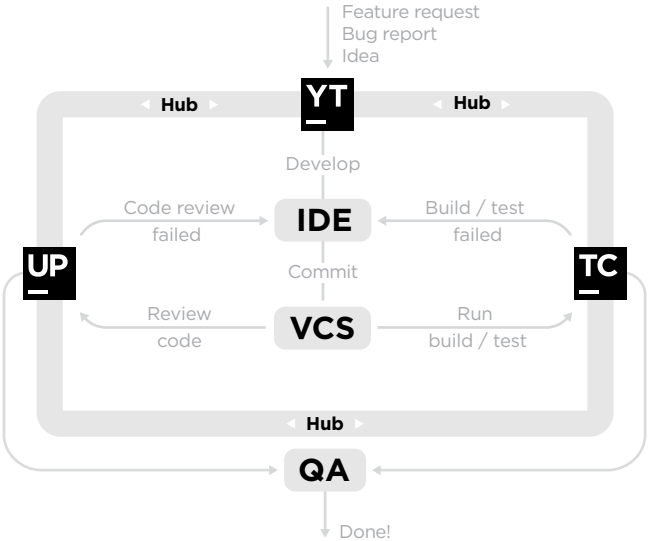 Feature request
Bug report
Idea
YT
Hub
Hub
Develop
Code review
failed
IDE
Build / test
failed
UP
Commit
TC
Review
code
VCS
Run
build / test
Hub
QA
Done!